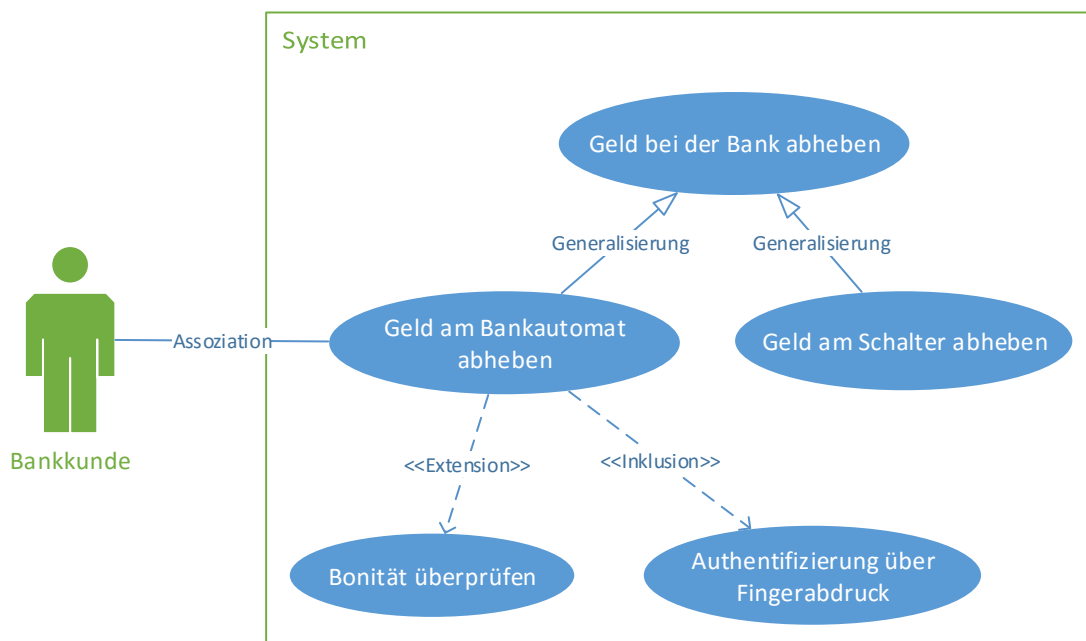 System
Geld bei der Bank abheben
Generalisierung
Generalisierung
Geld am Bankautomat
abheben
Geld am Schalter abheben
Assoziation
Bankkunde
<<Extension>>
<<Inklusion>>
Bonität überprüfen
Authentifizierung über
Fingerabdruck